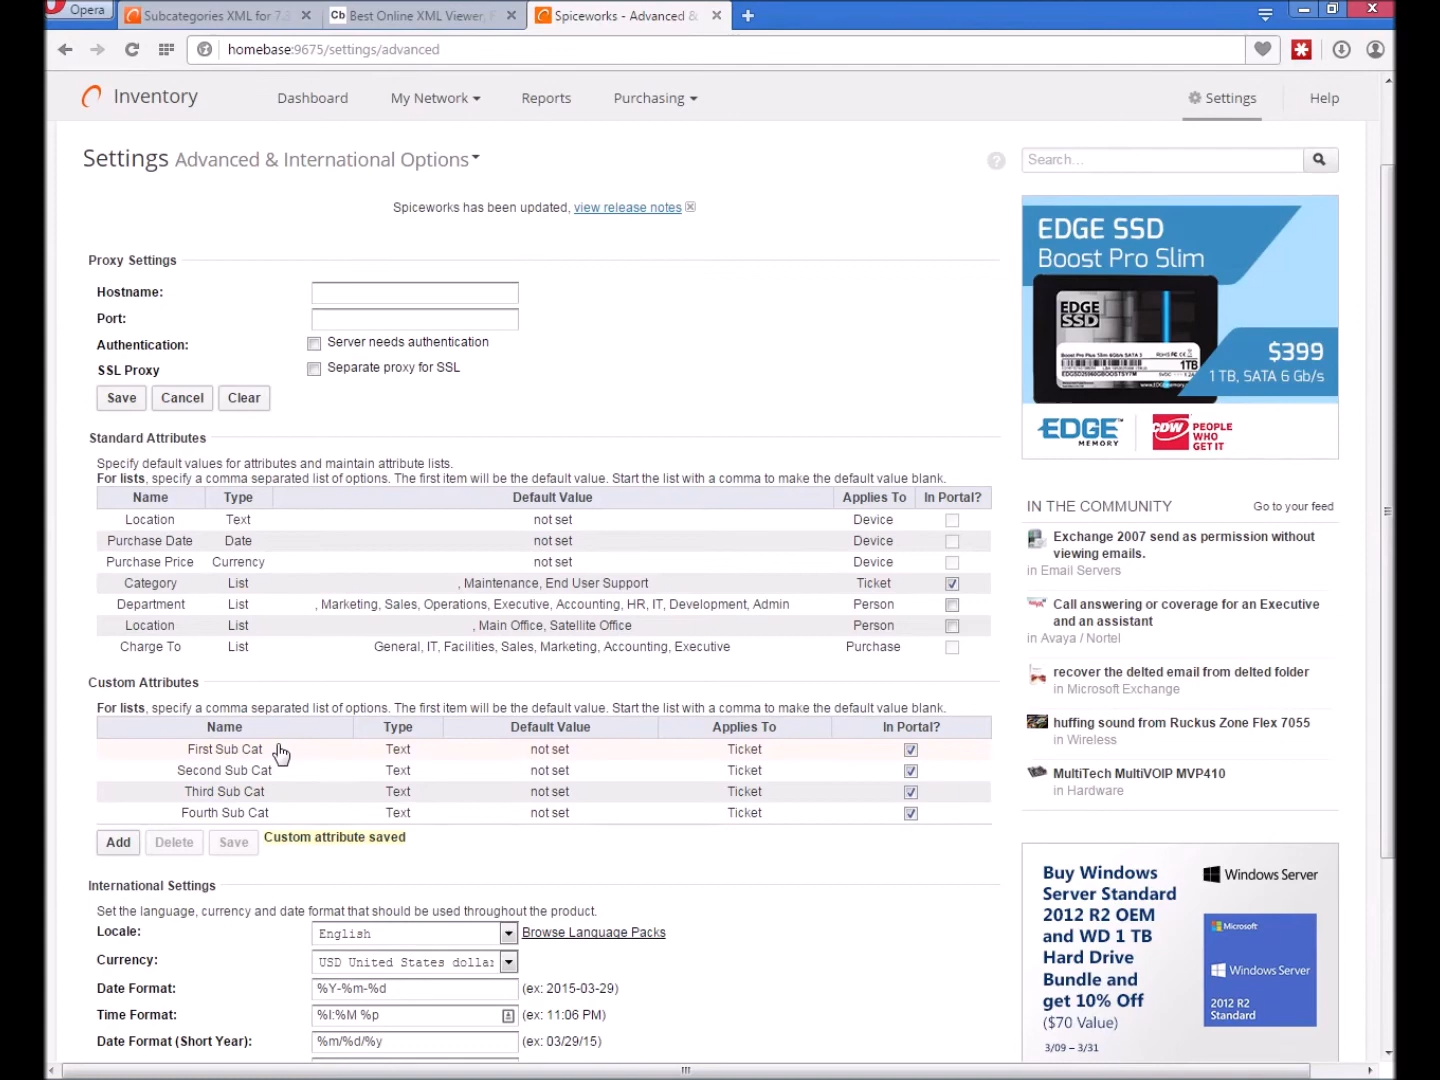 Opera
Subcategories XML for 7.3
Best Online XML Viewer, F
Spiceworks - Advanced &
homebase:9675/settings/advanced
Inventory
Dashboard
My Network
Reports
Purchasing
Settings
Help
Settings Advanced & International Options
Search...
Spiceworks has been updated, view release notes
Proxy Settings
Hostname:
Port:
Authentication:
Server needs authentication
SSL Proxy
Separate proxy for SSL
Save
Cancel
Clear
Standard Attributes
Specify default values for attributes and maintain attribute lists.
For lists, specify a comma separated list of options. The first item will be the default value. Start the list with a comma to make the default value blank.
Name Type Default Value Applies To In Portal?
Location Text not set Device
Purchase Date Date not set Device
Purchase Price Currency not set Device
Category List , Maintenance, End User Support Ticket
Department List , Marketing, Sales, Operations, Executive, Accounting, HR, IT, Development, Admin Person
Location List , Main Office, Satellite Office Person
Charge To List General, IT, Facilities, Sales, Marketing, Accounting, Executive Purchase
Custom Attributes
For lists, specify a comma separated list of options. The first item will be the default value. Start the list with a comma to make the default value blank.
Name Type Default Value Applies To In Portal?
First Sub Cat Text not set Ticket
Second Sub Cat Text not set Ticket
Third Sub Cat Text not set Ticket
Fourth Sub Cat Text not set Ticket
Add
Delete
Save
Custom attribute saved
International Settings
Set the language, currency and date format that should be used throughout the product.
Locale:
English
Browse Language Packs
Currency:
USD United States dollar
Date Format:
%Y-%m-%d
(ex: 2015-03-29)
Time Format:
%I:%M %p
(ex: 11:06 PM)
Date Format (Short Year):
%m/%d/%y
(ex: 03/29/15)
EDGE SSD
Boost Pro Slim
EDGE
SSD
1TB
$399
1 TB, SATA 6 Gb/s
EDGE™
MEMORY
CDW
PEOPLE
WHO
GET IT
IN THE COMMUNITY
Go to your feed
Exchange 2007 send as permission without
viewing emails.
in Email Servers
Call answering or coverage for an Executive
and an assistant
in Avaya / Nortel
recover the delted email from delted folder
in Microsoft Exchange
huffing sound from Ruckus Zone Flex 7055
in Wireless
MultiTech MultiVOIP MVP410
in Hardware
Buy Windows
Server Standard
2012 R2 OEM
and WD 1 TB
Hard Drive
Bundle and
get 10% Off
($70 Value)
3/09 – 3/31
Windows Server
Microsoft
Windows Server
2012 R2
Standard